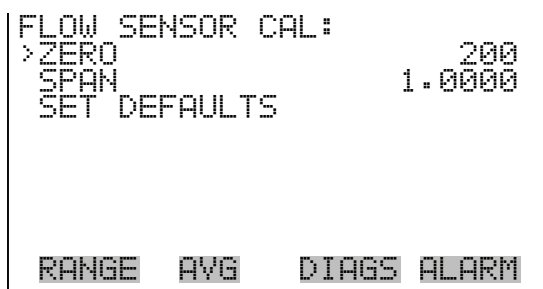 FLOW SENSOR CAL:
>ZERO 200
SPAN 1.0000
SET DEFAULTS
RANGE AVG DIAGS ALARM